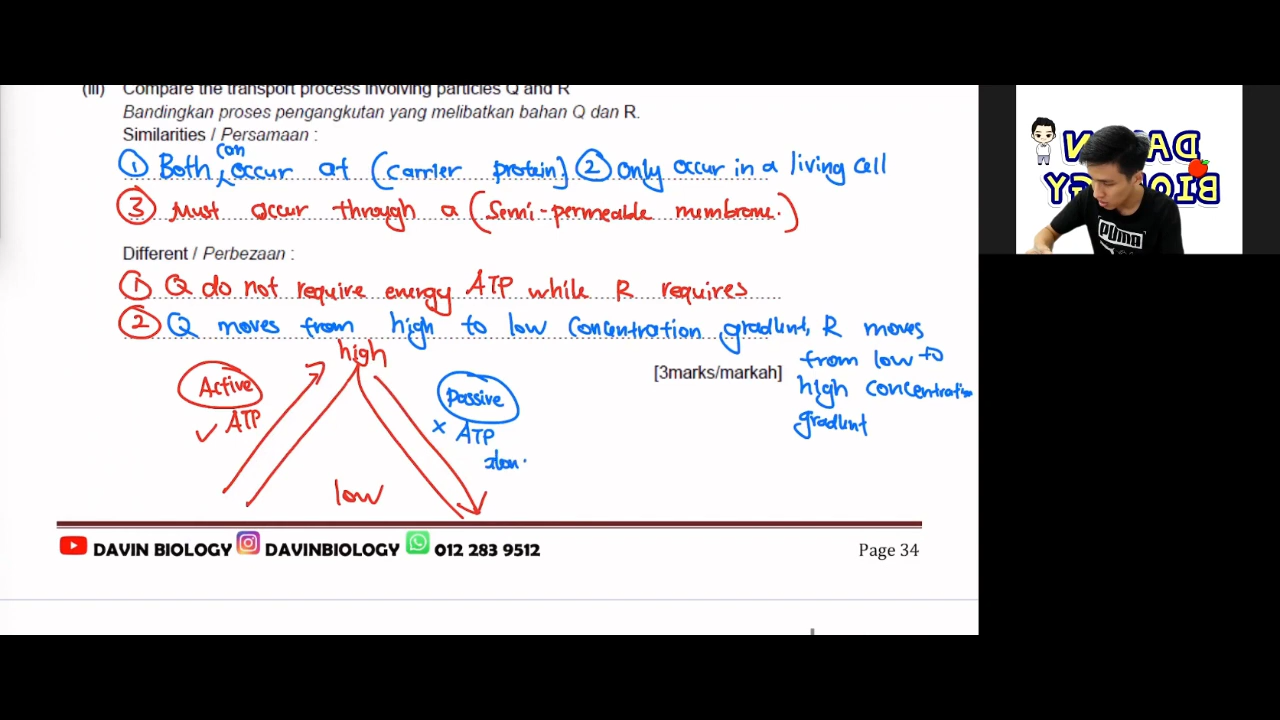 (iii) Compare the transport process involving particles Q and R
Bandingkan proses pengangkutan yang melibatkan bahan Q dan R.
Similarities / Persamaan :
① Both can occur at (carrier protein) ② only occur in a living cell
③ Must occur through a (semi-permeable membrane.)
Different / Perbezaan :
① Q do not require energy ATP while R requires
② Q moves from high to low concentration gradient, R moves
from low to
high concentration
gradient
[3marks/markah]
high
Active
✓ ATP
Passive
× ATP
low
DAVIN BIOLOGY DAVINBIOLOGY 012 283 9512
Page 34
BIOLOGY
PUMA